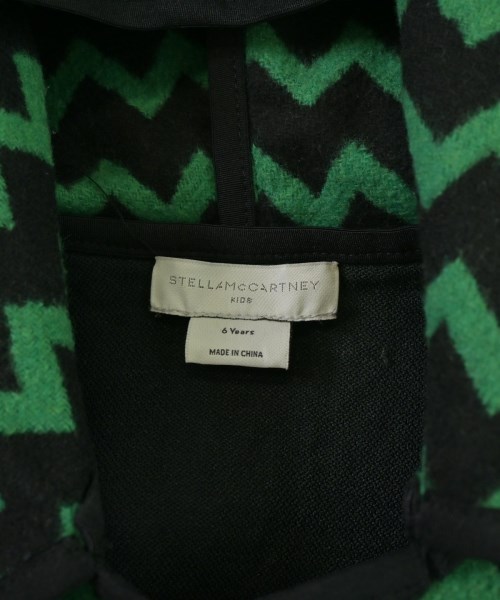 STELLAMcCARTNEY
KIDS
6 Years
MADE IN CHINA